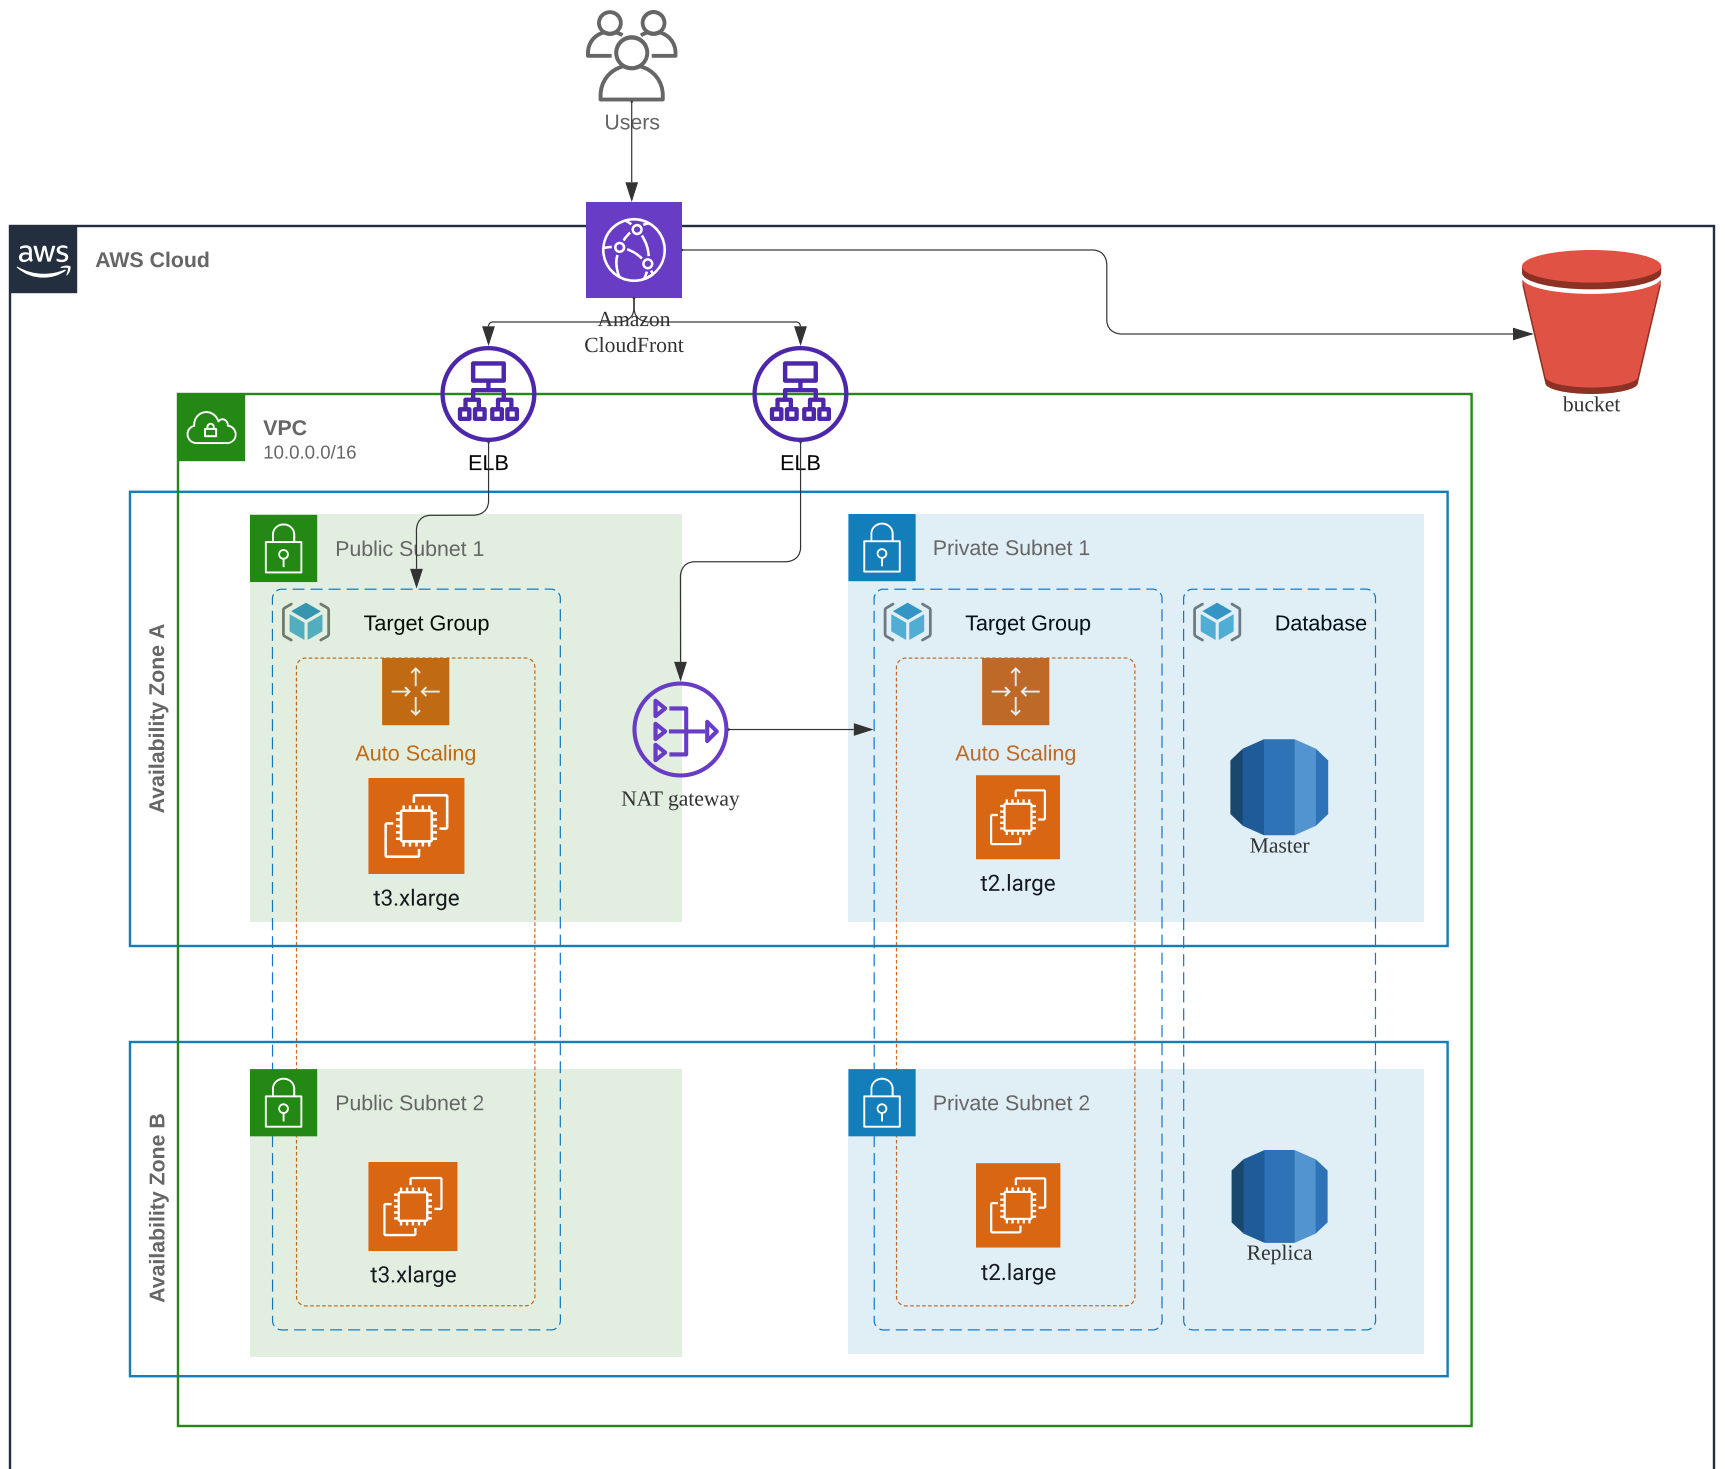 Users
aws
AWS Cloud
Amazon
CloudFront
bucket
VPC
10.0.0.0/16
ELB
ELB
Availability Zone A
Public Subnet 1
Target Group
Auto Scaling
t3.xlarge
NAT gateway
Private Subnet 1
Target Group
Auto Scaling
t2.large
Database
Master
Availability Zone B
Public Subnet 2
t3.xlarge
Private Subnet 2
t2.large
Replica